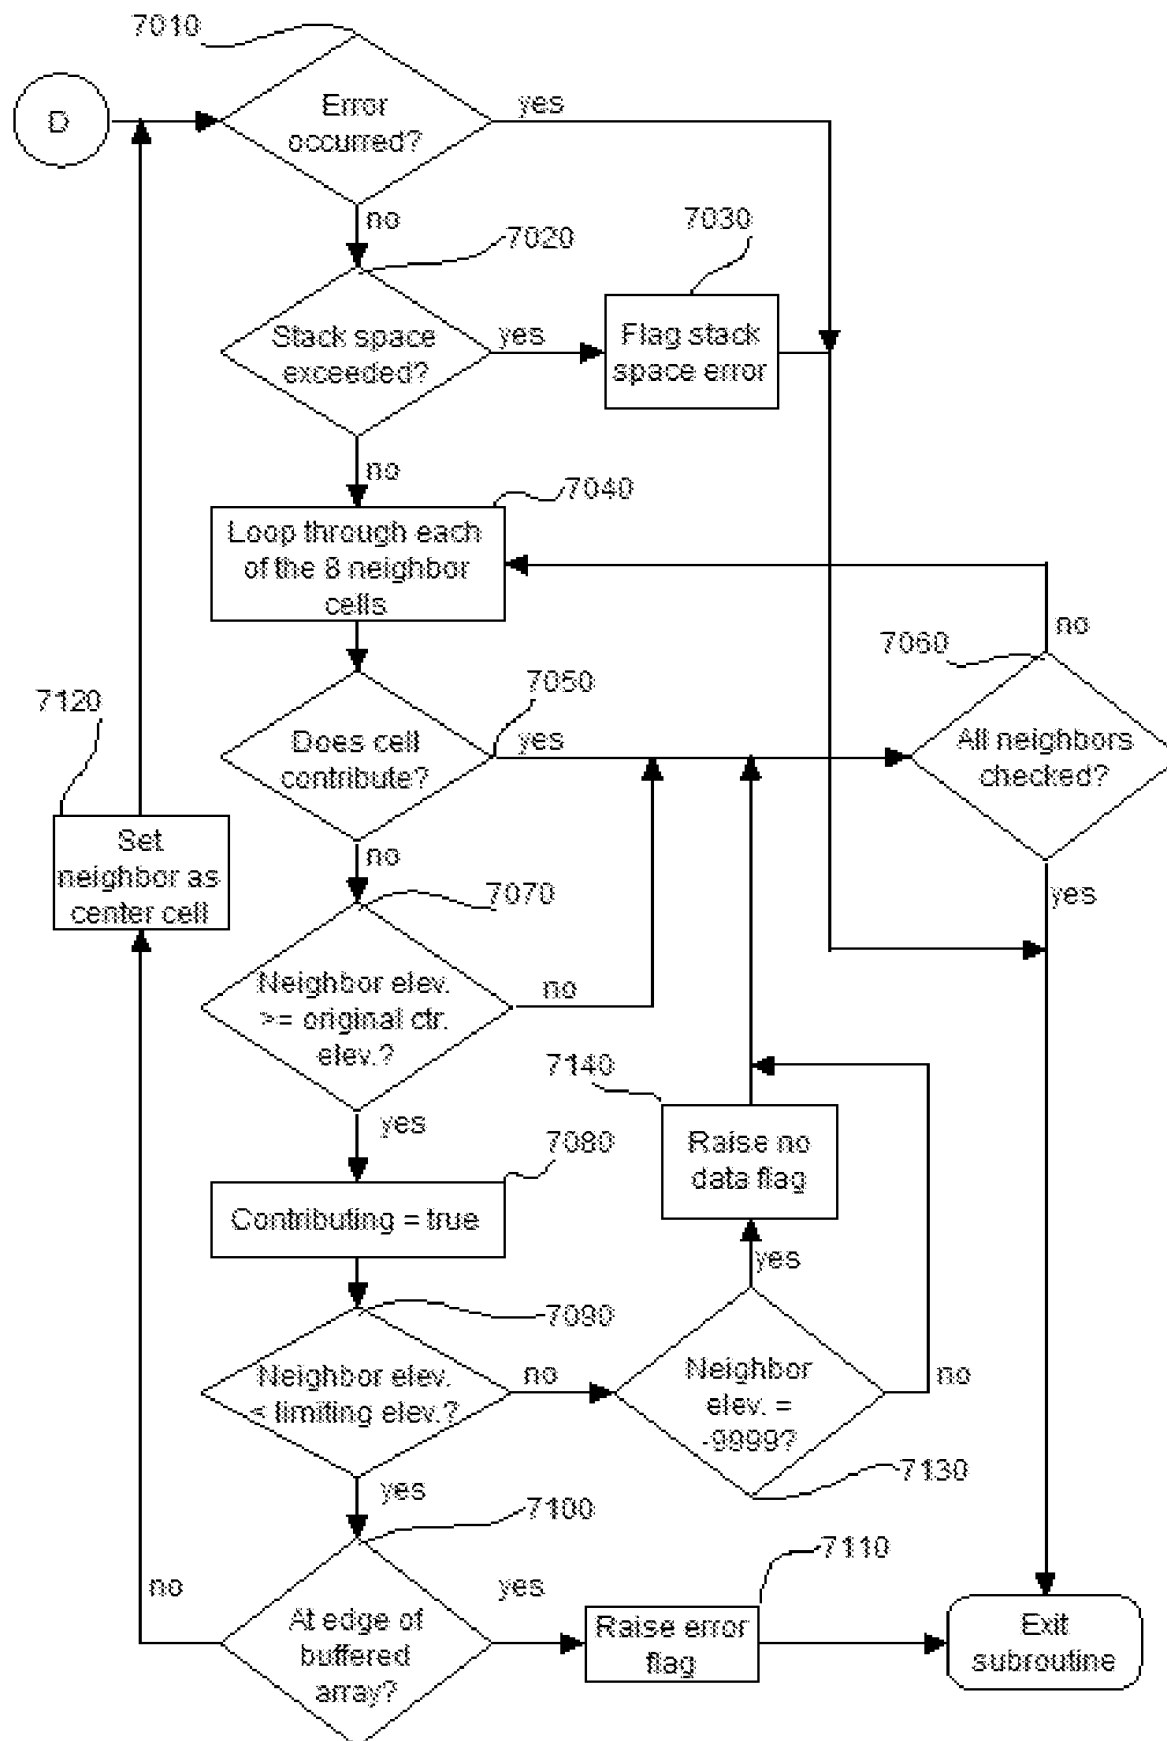 7010
D
Error
occurred?
yes
no
7020
7030
Stack space
exceeded?
yes
Flag stack
space error
no
7040
Loop through each
of the 8 neighbor
cells
no
7060
7050
7120
Does cell
contribute?
yes
All neighbors
checked?
Set
neighbor as
center cell
no
7070
yes
Neighbor elev.
>= original ctr.
elev.?
no
7140
yes
Raise no
data flag
7080
Contributing = true
yes
7090
Neighbor elev.
< limiting elev.?
no
Neighbor
elev. =
-9999?
no
7130
yes
7100
7110
no
At edge of
buffered
array?
yes
Raise error
flag
Exit
subroutine